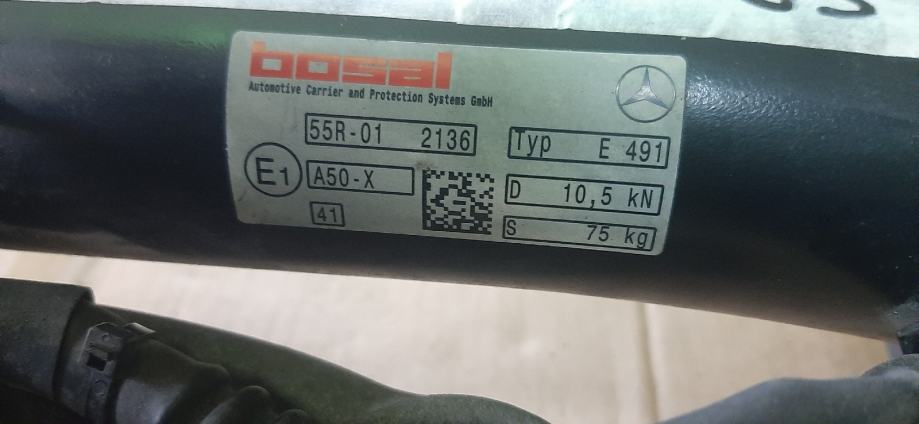 bosal
Automotive Carrier and Protection Systems GmbH
55R-01 2136
Typ E 491
E1
A50-X
D 10,5 kN
41
S 75 kg